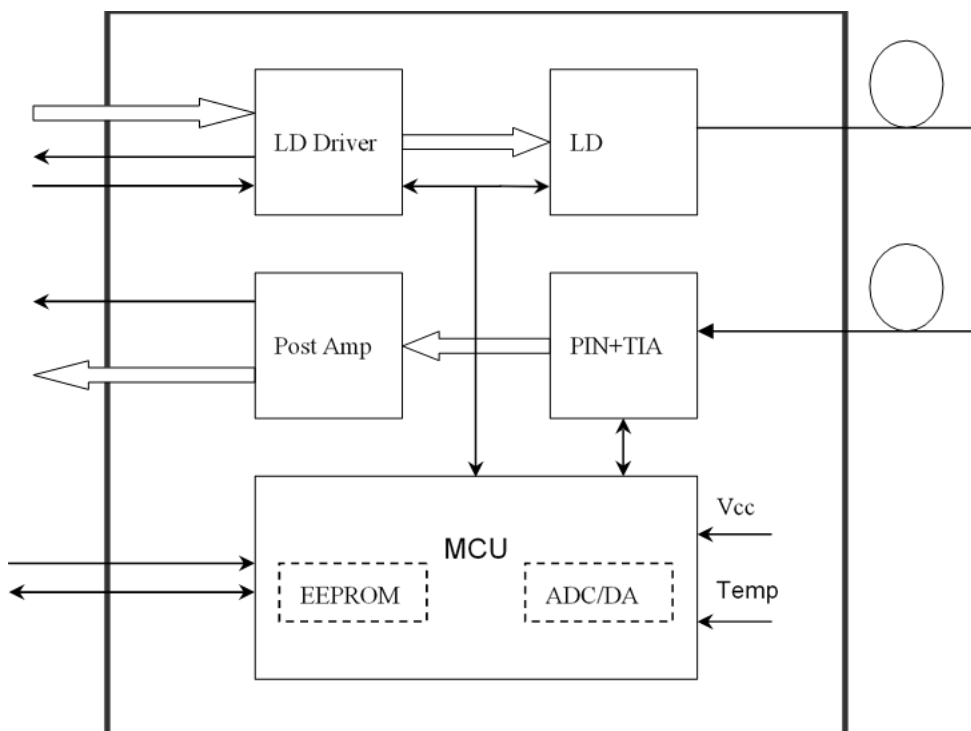 LD Driver
LD
Post Amp
PIN+TIA
Vcc
MCU
EEPROM
ADC/DA
Temp